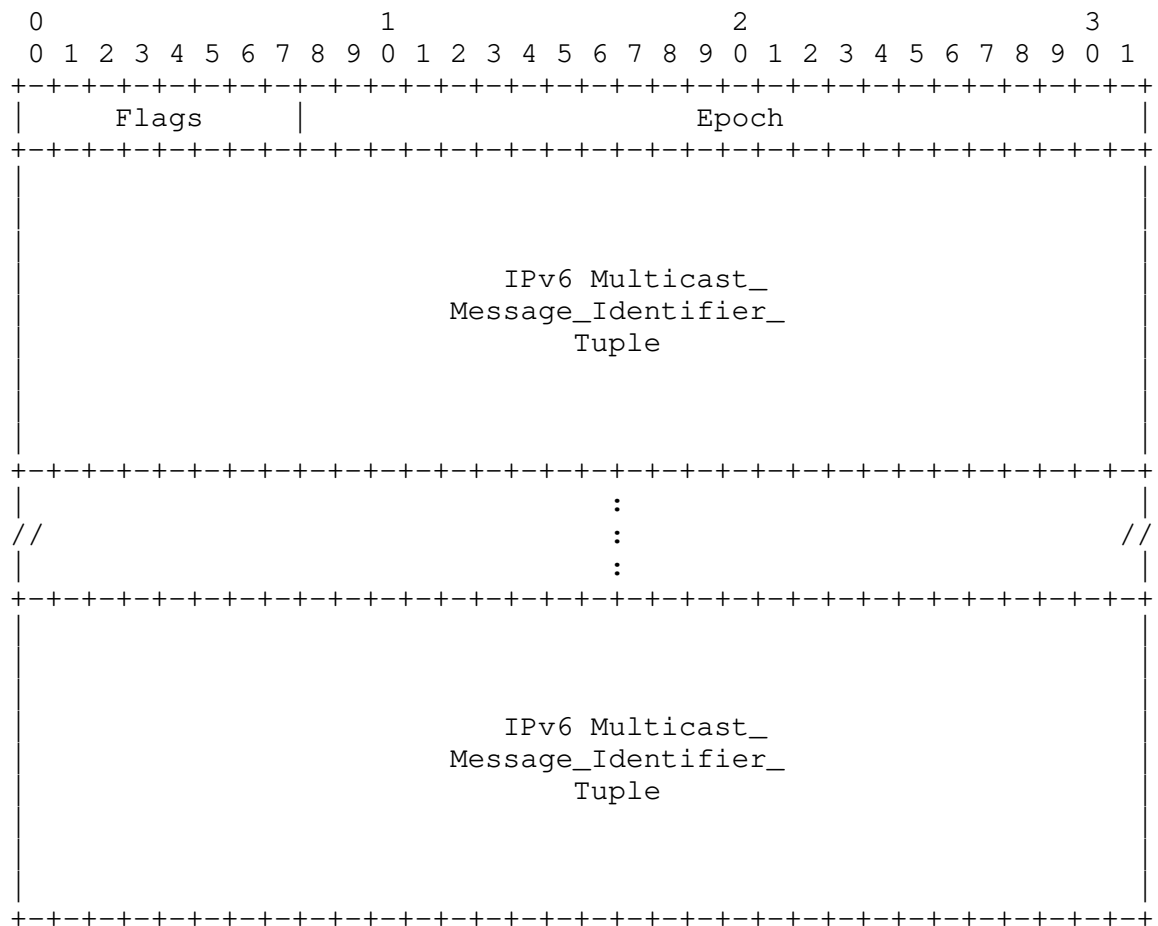 0                   1                   2                   3
 0 1 2 3 4 5 6 7 8 9 0 1 2 3 4 5 6 7 8 9 0 1 2 3 4 5 6 7 8 9 0 1
+-+-+-+-+-+-+-+-+-+-+-+-+-+-+-+-+-+-+-+-+-+-+-+-+-+-+-+-+-+-+-+-+
|     Flags     |                      Epoch                    |
+-+-+-+-+-+-+-+-+-+-+-+-+-+-+-+-+-+-+-+-+-+-+-+-+-+-+-+-+-+-+-+-+
|                                                               |
|                                                               |
|                                                               |
|                           IPv6 Multicast_                     |
|                        Message_Identifier_                    |
|                               Tuple                           |
|                                                               |
|                                                               |
|                                                               |
+-+-+-+-+-+-+-+-+-+-+-+-+-+-+-+-+-+-+-+-+-+-+-+-+-+-+-+-+-+-+-+-+
|                                 :                             |
//                                :                            //
|                                 :                             |
+-+-+-+-+-+-+-+-+-+-+-+-+-+-+-+-+-+-+-+-+-+-+-+-+-+-+-+-+-+-+-+-+
|                                                               |
|                                                               |
|                                                               |
|                           IPv6 Multicast_                     |
|                        Message_Identifier_                    |
|                               Tuple                           |
|                                                               |
|                                                               |
|                                                               |
+-+-+-+-+-+-+-+-+-+-+-+-+-+-+-+-+-+-+-+-+-+-+-+-+-+-+-+-+-+-+-+-+